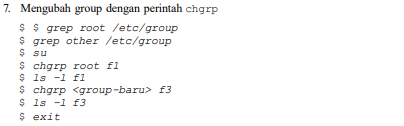 7. Mengubah group dengan perintah chgrp
$ $ grep root /etc/group
$ grep other /etc/group
$ su
$ chgrp root f1
$ ls -l f1
$ chgrp <group-baru> f3
$ ls -l f3
$ exit